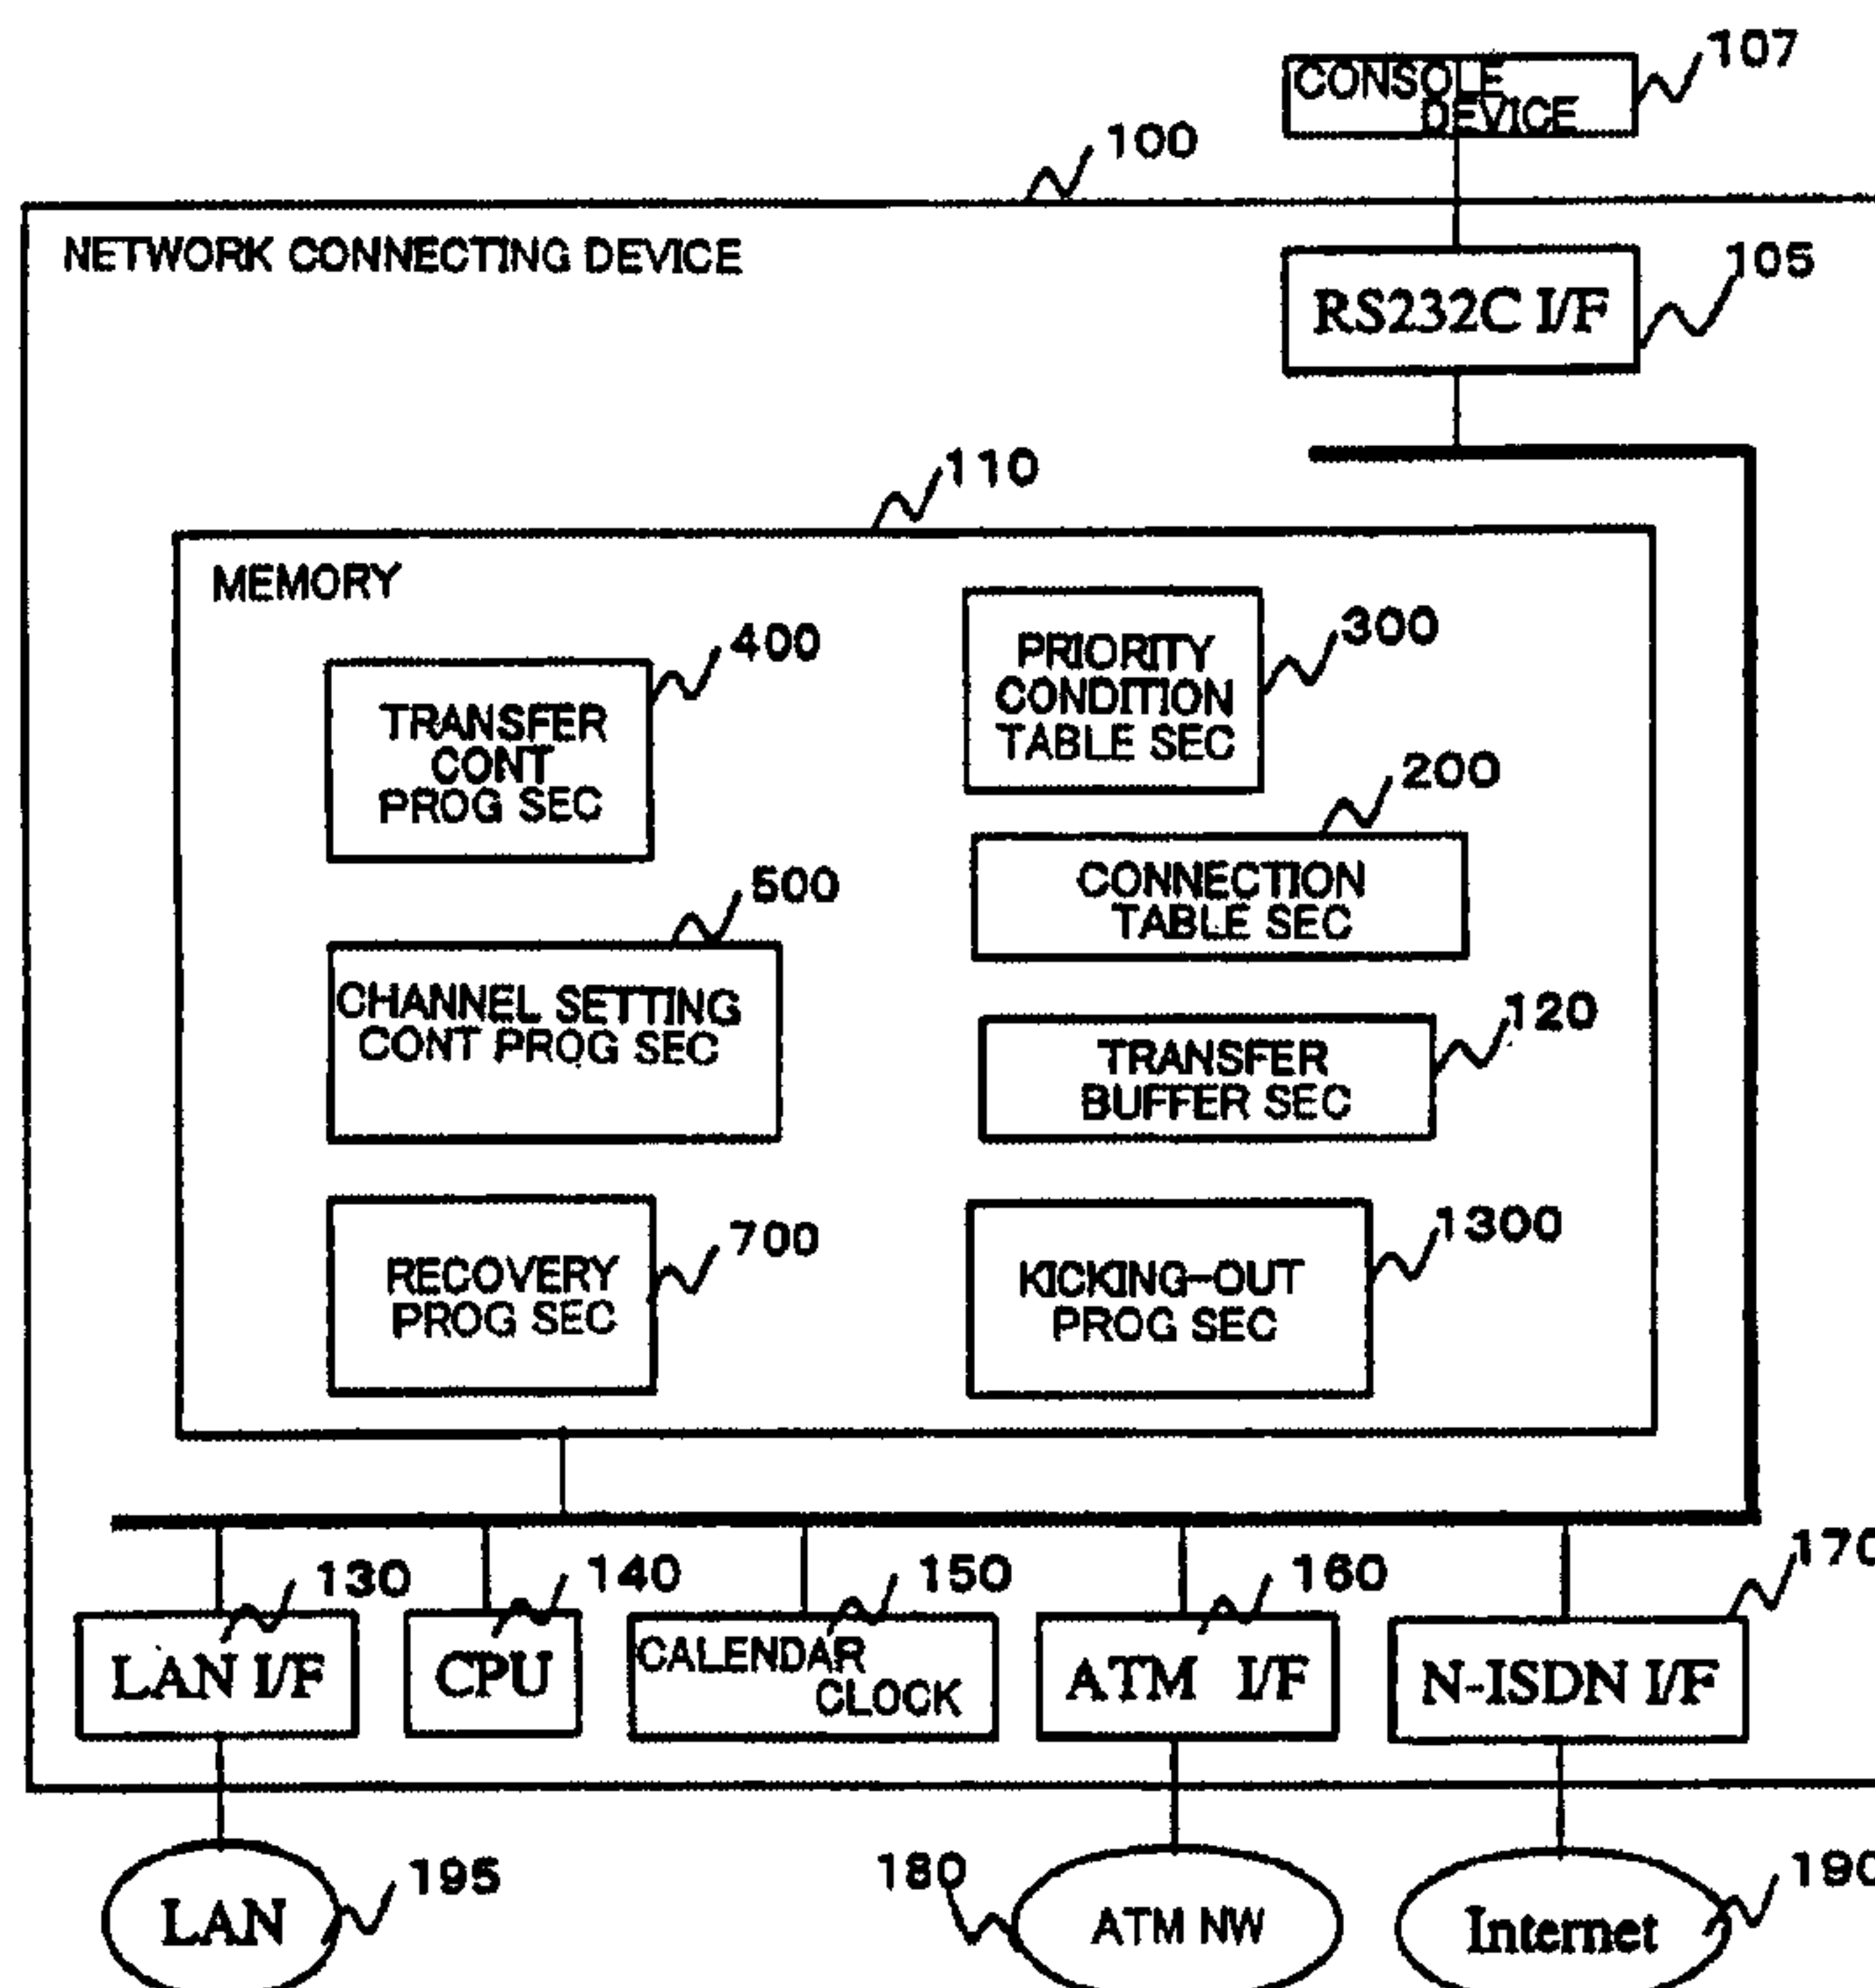 107
CONSOLE
DEVICE
100
NETWORK CONNECTING DEVICE
105
RS232C I/F
110
MEMORY
400
TRANSFER
CONT
PROG SEC
300
PRIORITY
CONDITION
TABLE SEC
200
CONNECTION
TABLE SEC
500
CHANNEL SETTING
CONT PROG SEC
120
TRANSFER
BUFFER SEC
700
RECOVERY
PROG SEC
1300
KICKING-OUT
PROG SEC
130
LAN I/F
140
CPU
150
CALENDAR
CLOCK
160
ATM I/F
170
N-ISDN I/F
195
LAN
180
ATM NW
190
Internet